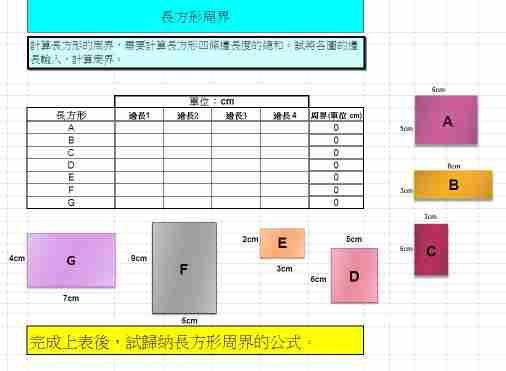 長方形周界
計算長方形的周界，需要計算長方形四條邊長度的總和。試將各圖的邊
長輸入，計算周界。
單位：cm
長方形 邊長1 邊長2 邊長3 邊長4 周界(單位 cm)
A 0
B 0
C 0
D 0
E 0
F 0
G 0
6cm
5cm A
8cm
3cm B
3cm
5cm C
4cm G
7cm
9cm F
6cm
2cm E
3cm
5cm
6cm D
完成上表後，試歸納長方形周界的公式。